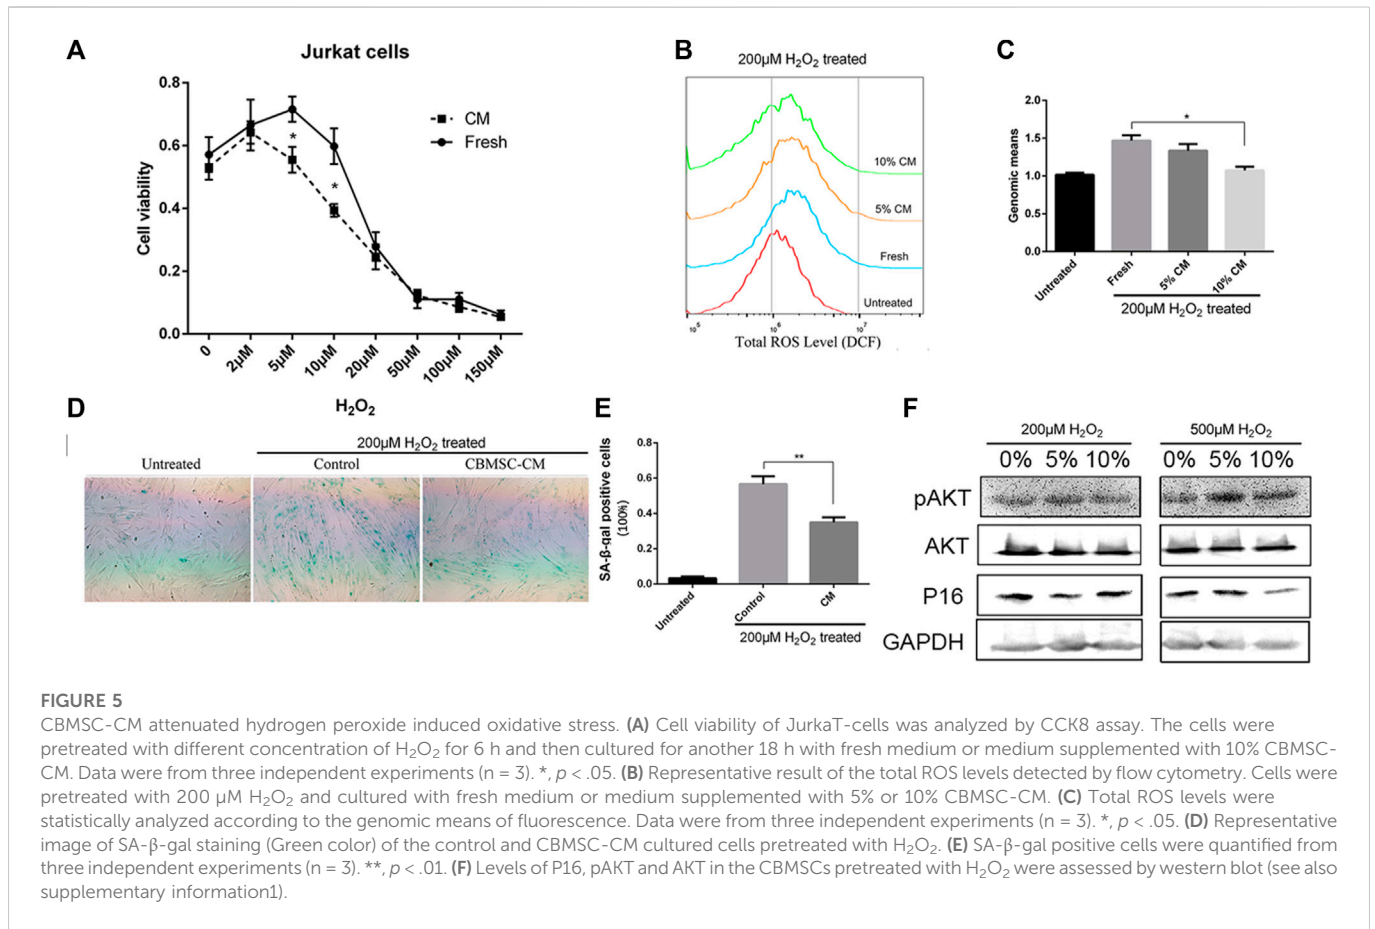 A
Jurkat cells
0.8
0.6
0.4
0.2
0.0
Cell viability
CM
Fresh
*
*
0
2µM
5µM
10µM
20µM
50µM
100µM
150µM
H₂O₂
B
200µM H₂O₂ treated
10% CM
5% CM
Fresh
Untreated
10⁵
10⁶
10⁷
Total ROS Level (DCF)
C
2.0
1.5
1.0
0.5
0.0
Genomic means
*
Untreated
Fresh
5% CM
10% CM
200µM H₂O₂ treated
D
200µM H₂O₂ treated
Untreated
Control
CBMSC-CM
E
0.8
0.6
0.4
0.2
0.0
SA-β-gal positive cells
(100%)
**
Untreated
Control
CM
200µM H₂O₂ treated
F
200µM H₂O₂
500µM H₂O₂
0% 5% 10%
0% 5% 10%
pAKT
AKT
P16
GAPDH
FIGURE 5
CBMSC-CM attenuated hydrogen peroxide induced oxidative stress. (A) Cell viability of JurkaT-cells was analyzed by CCK8 assay. The cells were
pretreated with different concentration of H₂O₂ for 6 h and then cultured for another 18 h with fresh medium or medium supplemented with 10% CBMSC-
CM. Data were from three independent experiments (n = 3). *, p < .05. (B) Representative result of the total ROS levels detected by flow cytometry. Cells were
pretreated with 200 µM H₂O₂ and cultured with fresh medium or medium supplemented with 5% or 10% CBMSC-CM. (C) Total ROS levels were
statistically analyzed according to the genomic means of fluorescence. Data were from three independent experiments (n = 3). *, p < .05. (D) Representative
image of SA-β-gal staining (Green color) of the control and CBMSC-CM cultured cells pretreated with H₂O₂. (E) SA-β-gal positive cells were quantified from
three independent experiments (n = 3). **, p < .01. (F) Levels of P16, pAKT and AKT in the CBMSCs pretreated with H₂O₂ were assessed by western blot (see also
supplementary information1).